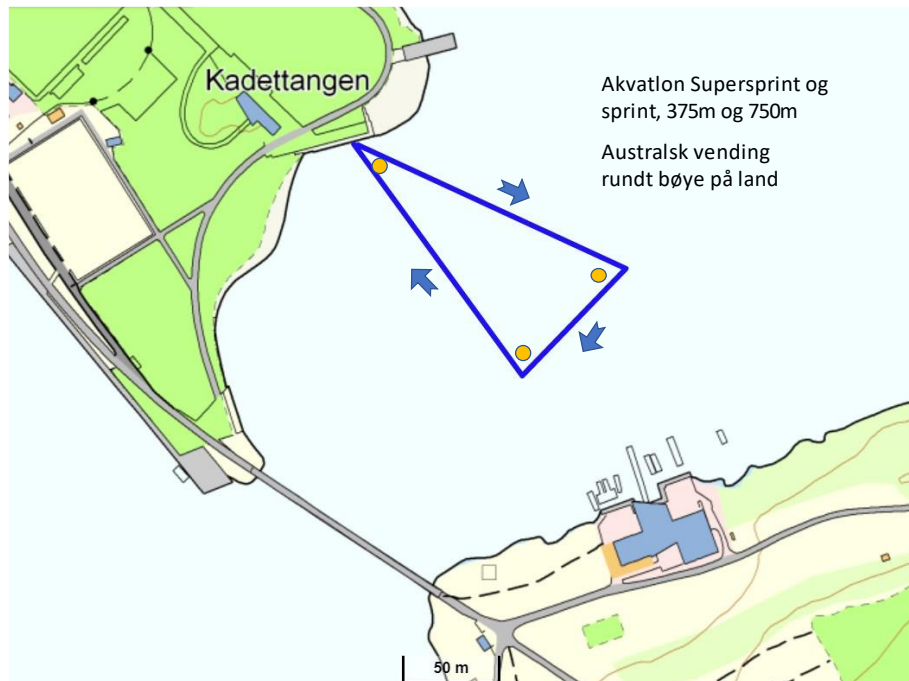 Kadettangen
Akvatlon Supersprint og
sprint, 375m og 750m
Australsk vending
rundt bøye på land
50 m